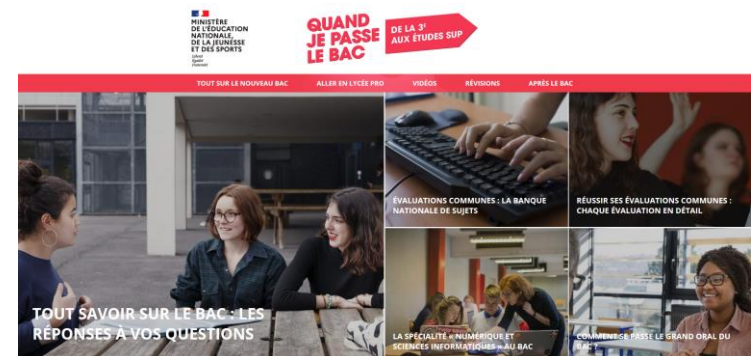 MINISTÈRE
DE L'ÉDUCATION
NATIONALE,
DE LA JEUNESSE
ET DES SPORTS
Liberté
Égalité
Fraternité
QUAND
JE PASSE
LE BAC
DE LA 3E
AUX ÉTUDES SUP
TOUT SUR LE NOUVEAU BAC
ALLER EN LYCÉE PRO
VIDÉOS
RÉVISIONS
APRÈS LE BAC
TOUT SAVOIR SUR LE BAC : LES
RÉPONSES À VOS QUESTIONS
ÉVALUATIONS COMMUNES : LA BANQUE
NATIONALE DE SUJETS
RÉUSSIR SES ÉVALUATIONS COMMUNES :
CHAQUE ÉVALUATION EN DÉTAIL
LA SPÉCIALITÉ « NUMÉRIQUE ET
SCIENCES INFORMATIQUES » AU BAC
COMMENT SE PASSE LE GRAND ORAL DU
BAC ?